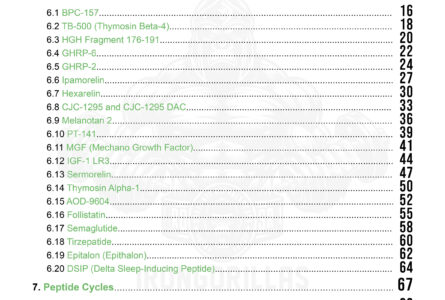 6.1 BPC-157........ 16
6.2 TB-500 (Thymosin Beta-4)........ 18
6.3 HGH Fragment 176-191........ 20
6.4 GHRP-6........ 22
6.5 GHRP-2........ 24
6.6 Ipamorelin........ 27
6.7 Hexarelin........ 30
6.8 CJC-1295 and CJC-1295 DAC........ 33
6.9 Melanotan 2........ 36
6.10 PT-141........ 39
6.11 MGF (Mechano Growth Factor)........ 41
6.12 IGF-1 LR3........ 44
6.13 Sermorelin........ 47
6.14 Thymosin Alpha-1........ 50
6.15 AOD-9604........ 52
6.16 Follistatin........ 55
6.17 Semaglutide........ 58
6.18 Tirzepatide........ 60
6.19 Epitalon (Epithalon)........ 62
6.20 DSIP (Delta Sleep-Inducing Peptide)........ 64
IRONGORILLAS
7. Peptide Cycles........ 67